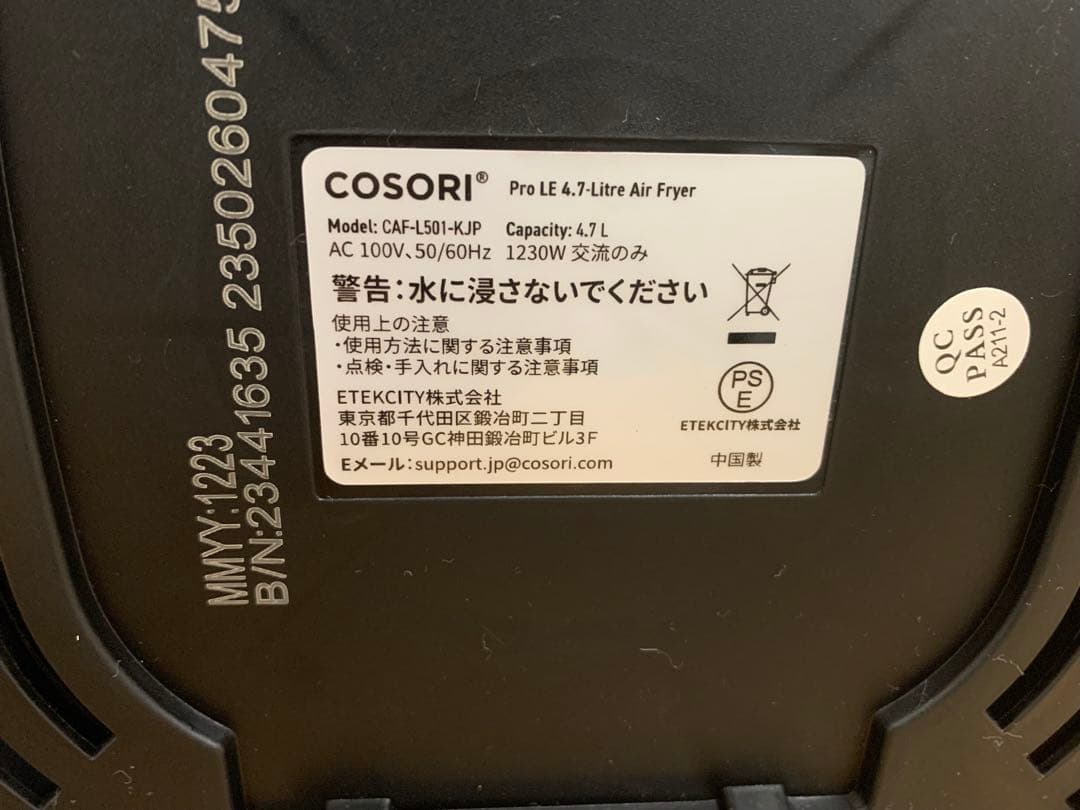 COSORI® Pro LE 4.7-Litre Air Fryer
Model: CAF-L501-KJP Capacity: 4.7 L
AC 100V、50/60Hz 1230W 交流のみ
警告：水に浸さないでください
使用上の注意
・使用方法に関する注意事項
・点検・手入れに関する注意事項
ETEKCITY株式会社
東京都千代田区鍛冶町二丁目
10番10号GC神田鍛冶町ビル3F
Eメール：support.jp@cosori.com
PS
E
ETEKCITY株式会社
中国製
MMYY:1223
B/N:23441635 2350260475
QC
PASS
A211-2